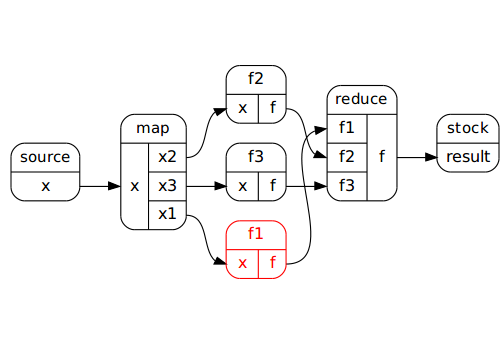 source
x
map
x
x2
x3
x1
f2
x f
f3
x f
f1
x f
reduce
f1
f2
f3
f
stock
result